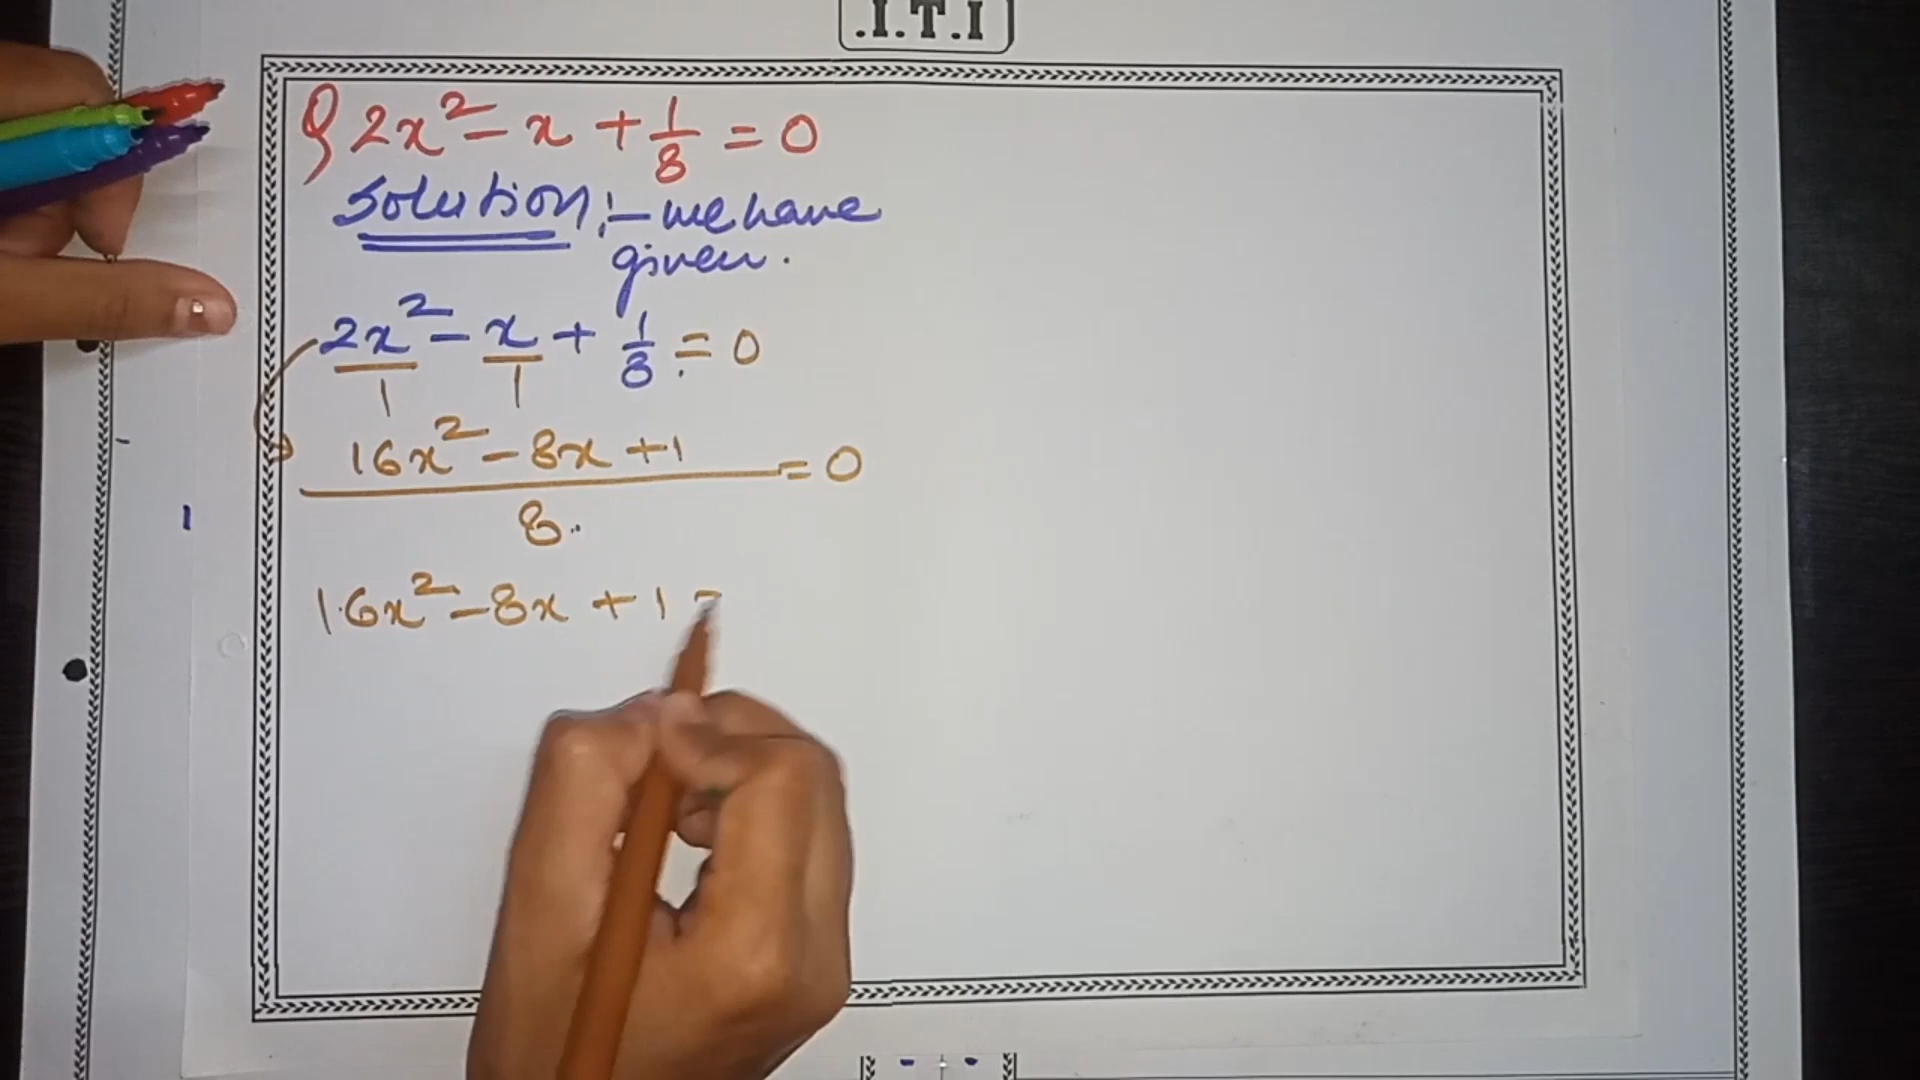 .I.T.I
Q 2x² - x + 1/8 = 0
Solution :- we have
given.
2x²/1 - x/1 + 1/8 = 0
(16x² - 8x + 1)/8 = 0
16x² - 8x + 1 =